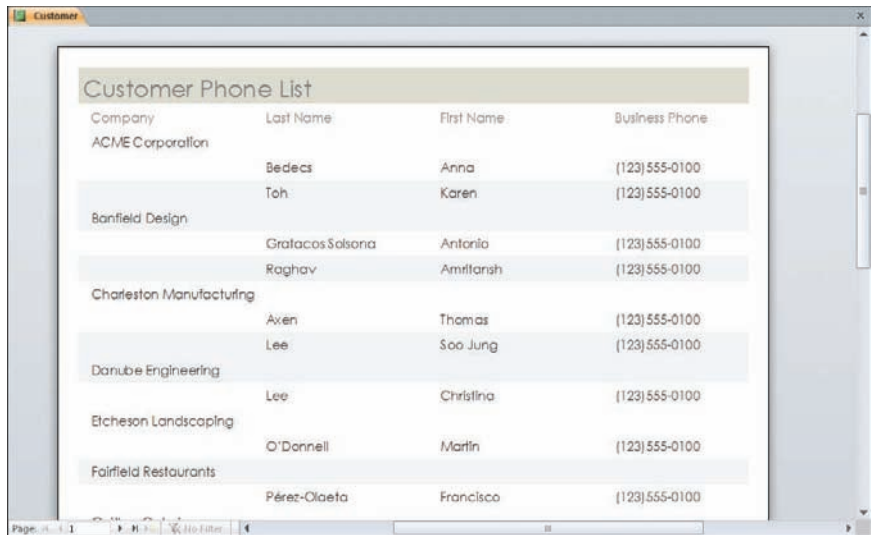 Customer
Customer Phone List
Company Last Name First Name Business Phone
ACME Corporation
Bedecs Anna (123)555-0100
Toh Karen (123)555-0100
Banfield Design
Gratacos Solsona Antonio (123)555-0100
Raghav Amritansh (123)555-0100
Charleston Manufacturing
Axen Thomas (123)555-0100
Lee Soo Jung (123)555-0100
Danube Engineering
Lee Christina (123)555-0100
Etcheson Landscaping
O'Donnell Martin (123)555-0100
Fairfield Restaurants
Pérez-Olaeta Francisco (123)555-0100
Page: 1 No Filter